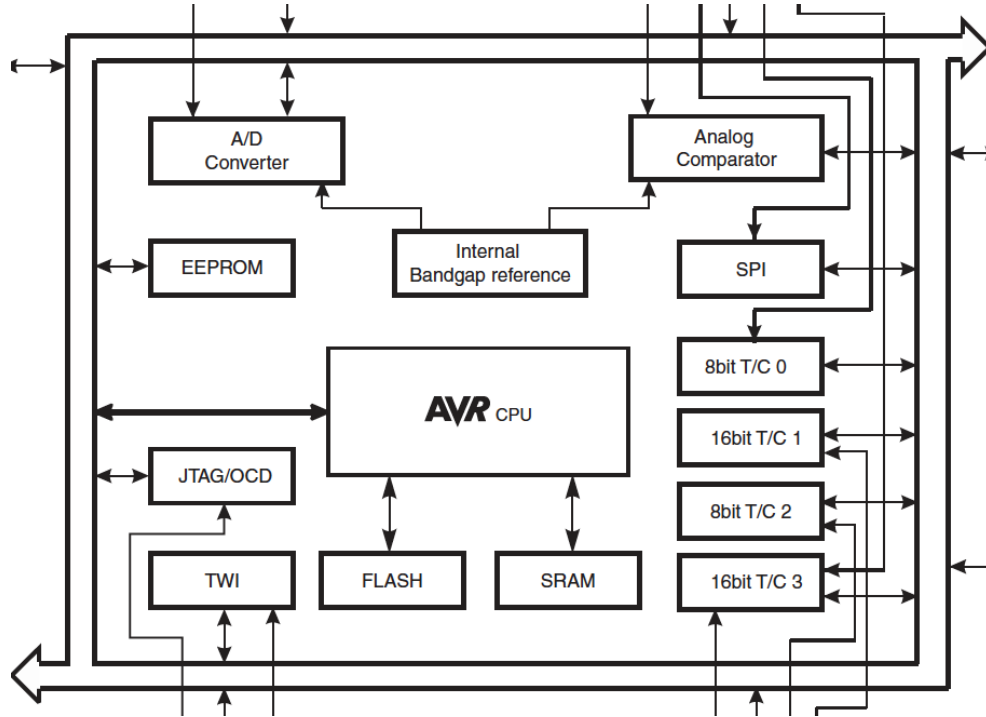 A/D
Converter
Analog
Comparator
Internal
Bandgap reference
EEPROM
SPI
8bit T/C 0
AVR CPU
16bit T/C 1
JTAG/OCD
8bit T/C 2
TWI
FLASH
SRAM
16bit T/C 3